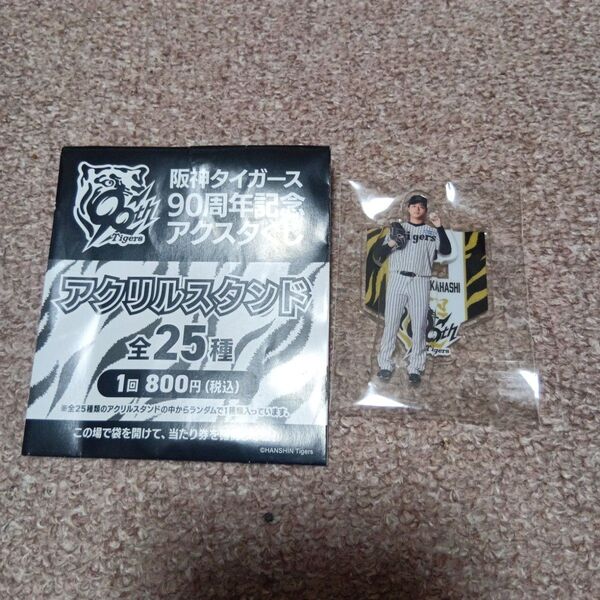 90th
Tigers
阪神タイガース
90周年記念
アクスタ
アクリルスタンド
全25種
1回 800円(税込)
※全25種類のアクリルスタンドの中からランダムで1種類入っています。
この場で袋を開けて、当たり券を
©HANSHIN Tigers
Tigers
KAHASHI
90th
Tigers